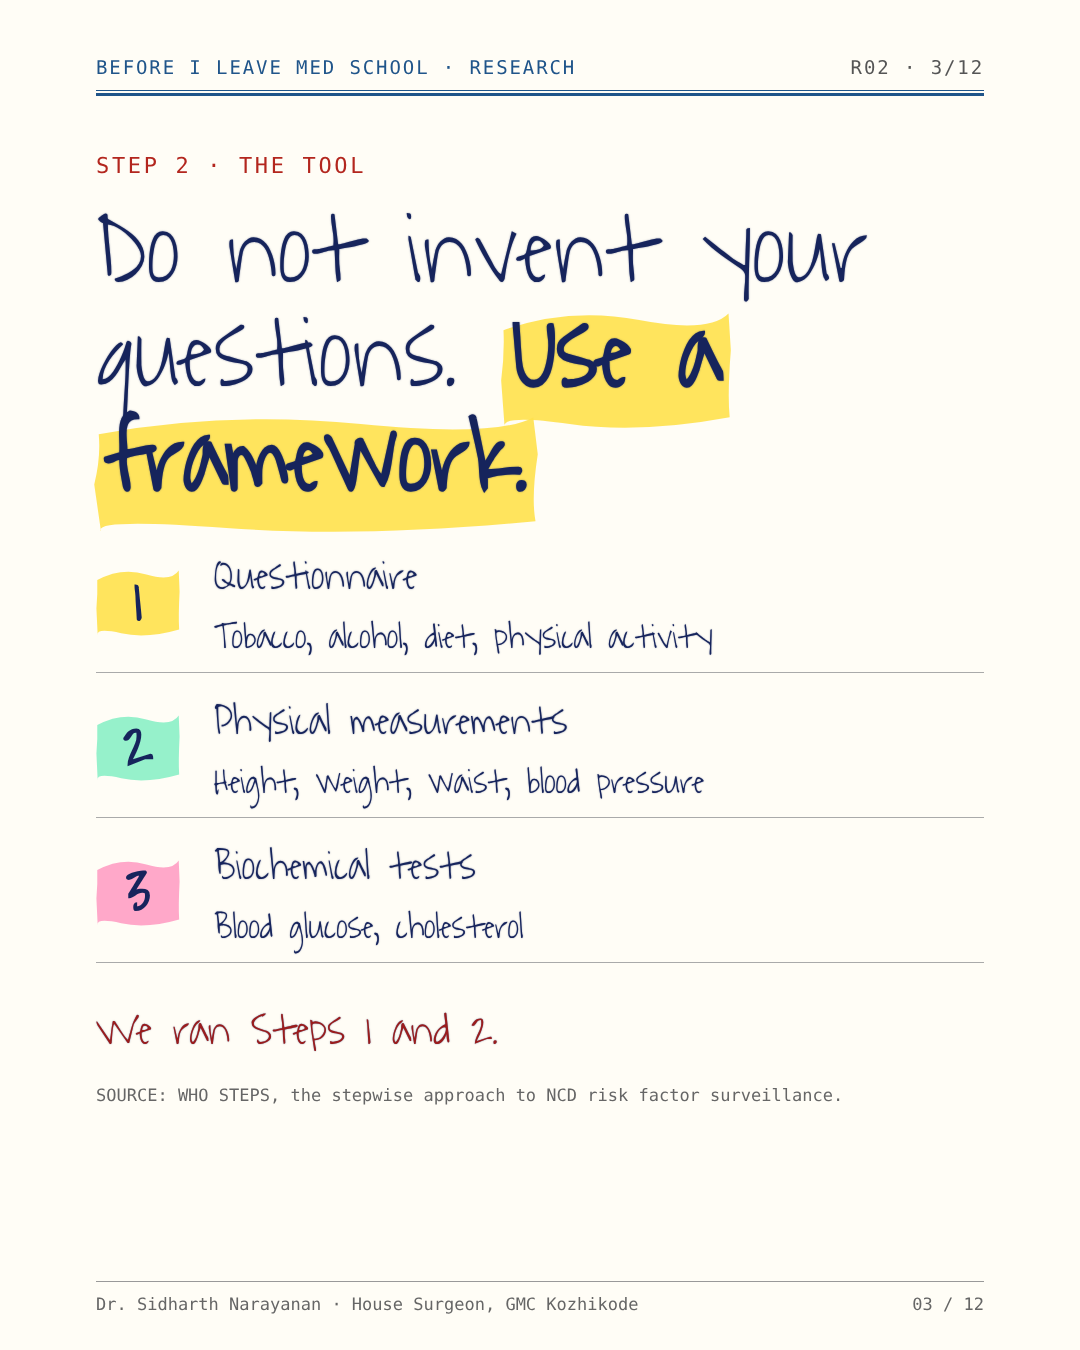 BEFORE I LEAVE MED SCHOOL · RESEARCH
R02 · 3/12
STEP 2 · THE TOOL
Do not invent your
questions. Use a
framework.
1
Questionnaire
Tobacco, alcohol, diet, physical activity
2
Physical measurements
Height, weight, waist, blood pressure
3
Biochemical tests
Blood glucose, cholesterol
We ran Steps 1 and 2.
SOURCE: WHO STEPS, the stepwise approach to NCD risk factor surveillance.
Dr. Sidharth Narayanan · House Surgeon, GMC Kozhikode
03 / 12